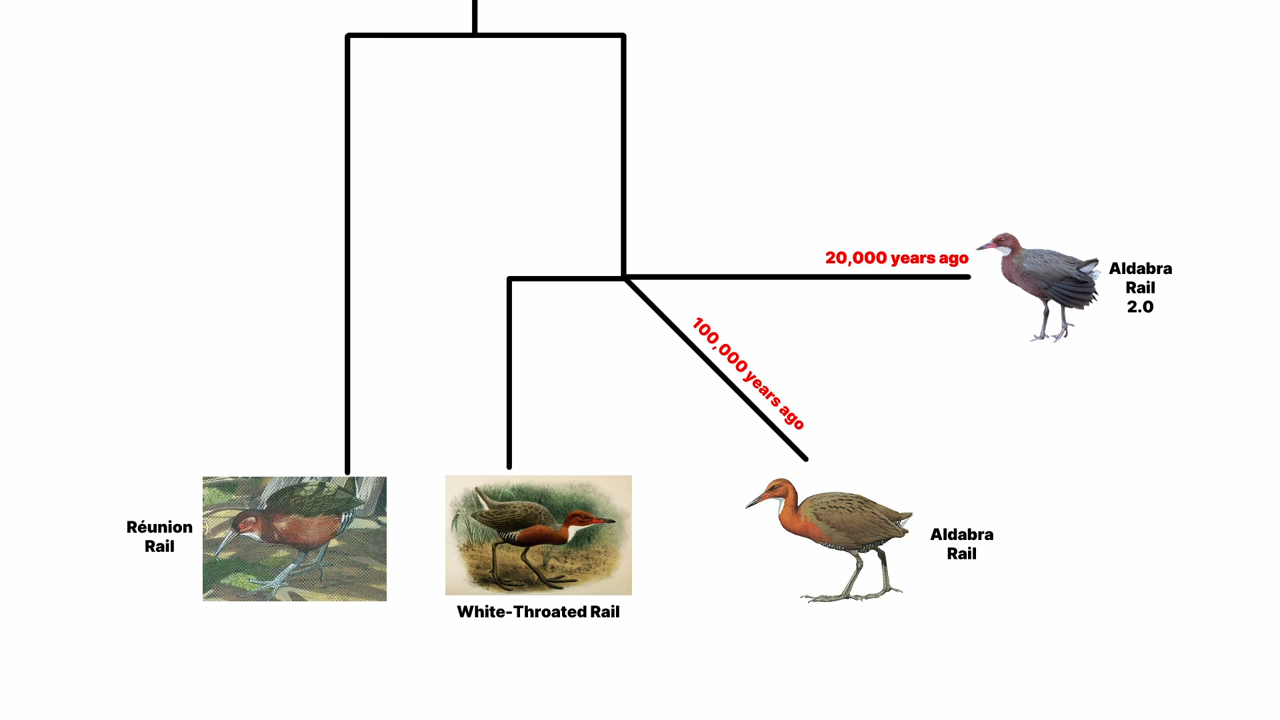 20,000 years ago
Aldabra
Rail
2.0
100,000 years ago
Réunion
Rail
White-Throated Rail
Aldabra
Rail